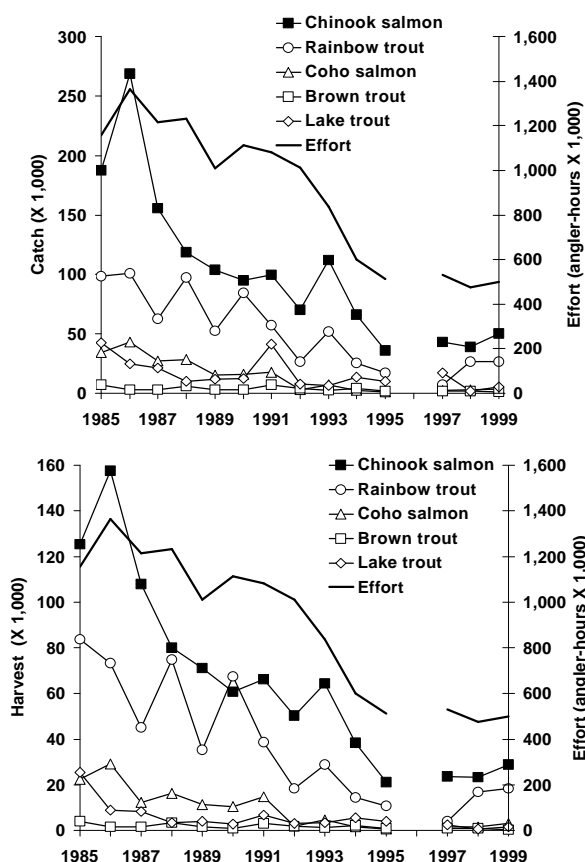 Chinook salmon
Rainbow trout
Coho salmon
Brown trout
Lake trout
Effort
Catch (X 1,000)
300
250
200
150
100
50
0
1,600
1,400
1,200
1,000
800
600
400
200
0
Effort (angler-hours X 1,000)
1985 1987 1989 1991 1993 1995 1997 1999
Chinook salmon
Rainbow trout
Coho salmon
Brown trout
Lake trout
Effort
Harvest (X 1,000)
160
140
120
100
80
60
40
20
0
1,600
1,400
1,200
1,000
800
600
400
200
0
Effort (angler-hours X 1,000)
1985 1987 1989 1991 1993 1995 1997 1999